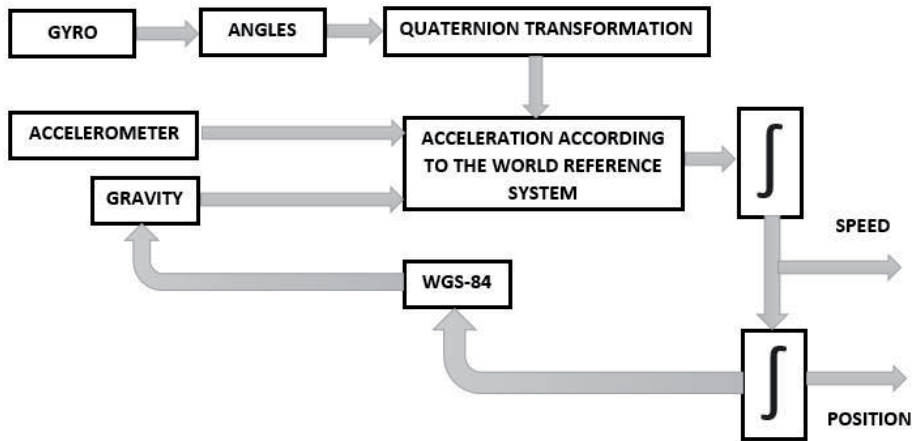 GYRO
ANGLES
QUATERNION TRANSFORMATION
ACCELEROMETER
ACCELERATION ACCORDING
TO THE WORLD REFERENCE
SYSTEM
∫
GRAVITY
SPEED
WGS-84
∫
POSITION